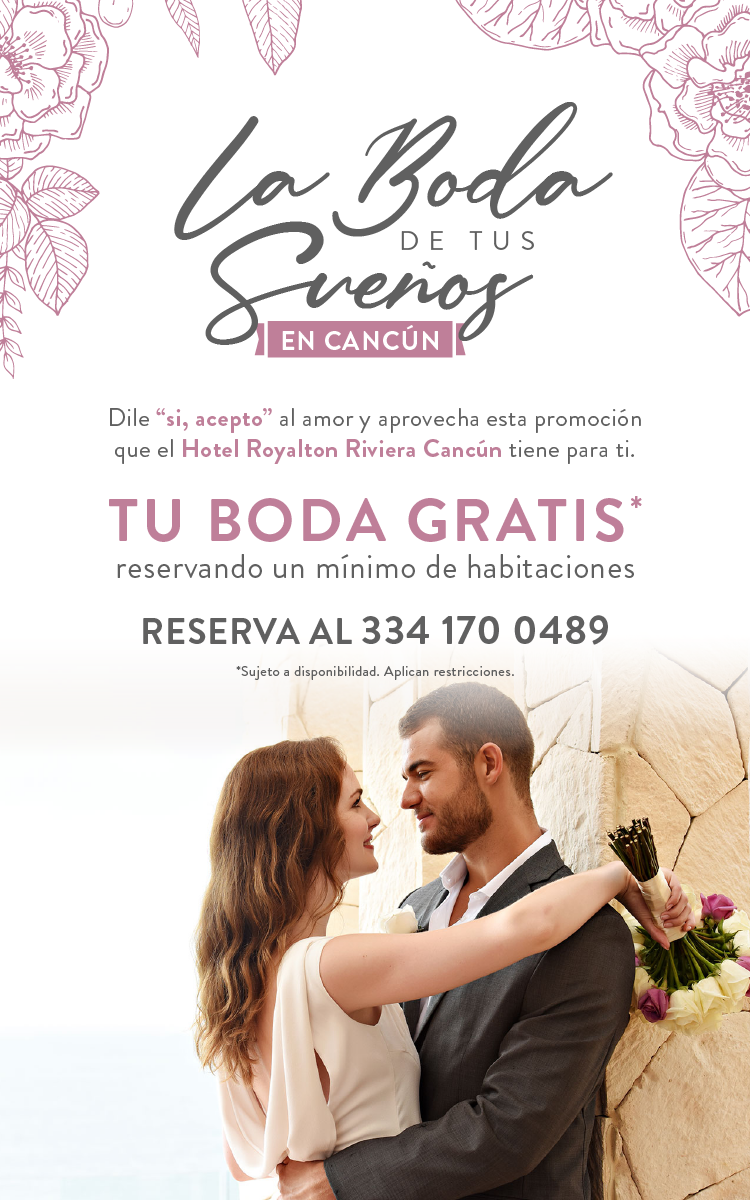 La Boda
DE TUS
Sueños
EN CANCÚN
Dile “si, acepto” al amor y aprovecha esta promoción
que el Hotel Royalton Riviera Cancún tiene para ti.
TU BODA GRATIS*
reservando un mínimo de habitaciones
RESERVA AL 334 170 0489
*Sujeto a disponibilidad. Aplican restricciones.